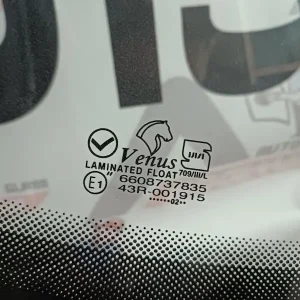 Venus
LAMINATED FLOAT 709/III/L
E1 '' 6608737835
43R-001915
......02..